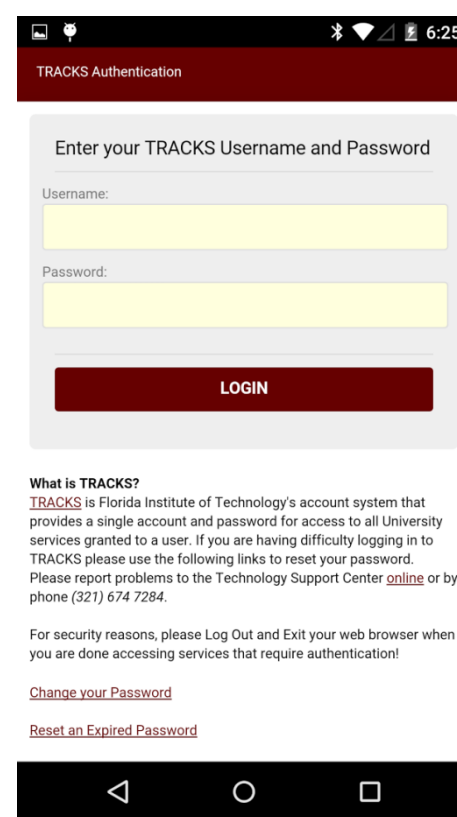 6:25
TRACKS Authentication
Enter your TRACKS Username and Password
Username:
Password:
LOGIN
What is TRACKS?
TRACKS is Florida Institute of Technology's account system that
provides a single account and password for access to all University
services granted to a user. If you are having difficulty logging in to
TRACKS please use the following links to reset your password.
Please report problems to the Technology Support Center online or by
phone (321) 674 7284.
For security reasons, please Log Out and Exit your web browser when
you are done accessing services that require authentication!
Change your Password
Reset an Expired Password